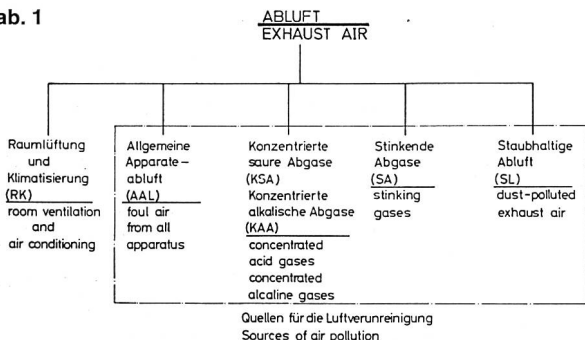 ab. 1
ABLUFT
EXHAUST AIR
Raumlüftung
und
Klimatisierung
(RK)
room ventilation
and
air conditioning
Allgemeine
Apparate-
abluft
(AAL)
foul air
from all
apparatus
Konzentrierte
saure Abgase
(KSA)
Konzentrierte
alkalische Abgase
(KAA)
concentrated
acid gases
concentrated
alcaline gases
Stinkende
Abgase
(SA)
stinking
gases
Staubhaltige
Abluft
(SL)
dust-polluted
exhaust air
Quellen für die Luftverunreinigung
Sources of air pollution